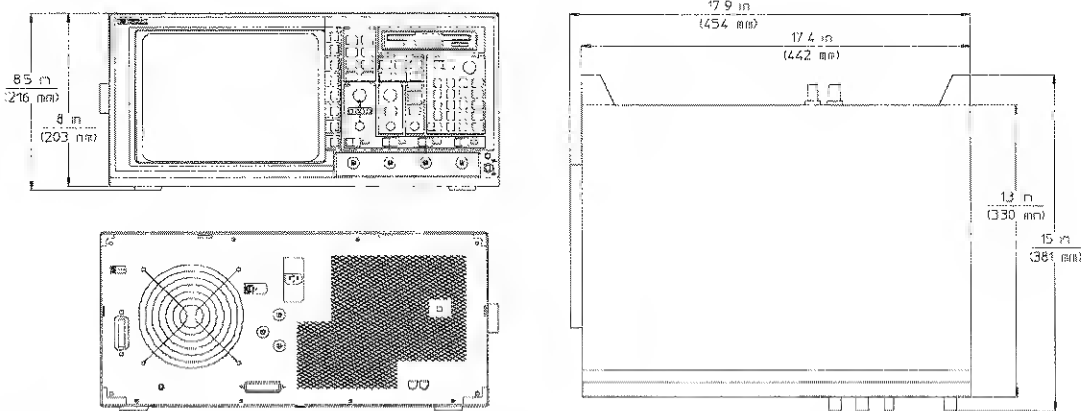 8.5 in
(216 mm)
8 in
(203 mm)
17.9 in
(454 mm)
17.4 in
(442 mm)
13 in
(330 mm)
15 in
(381 mm)